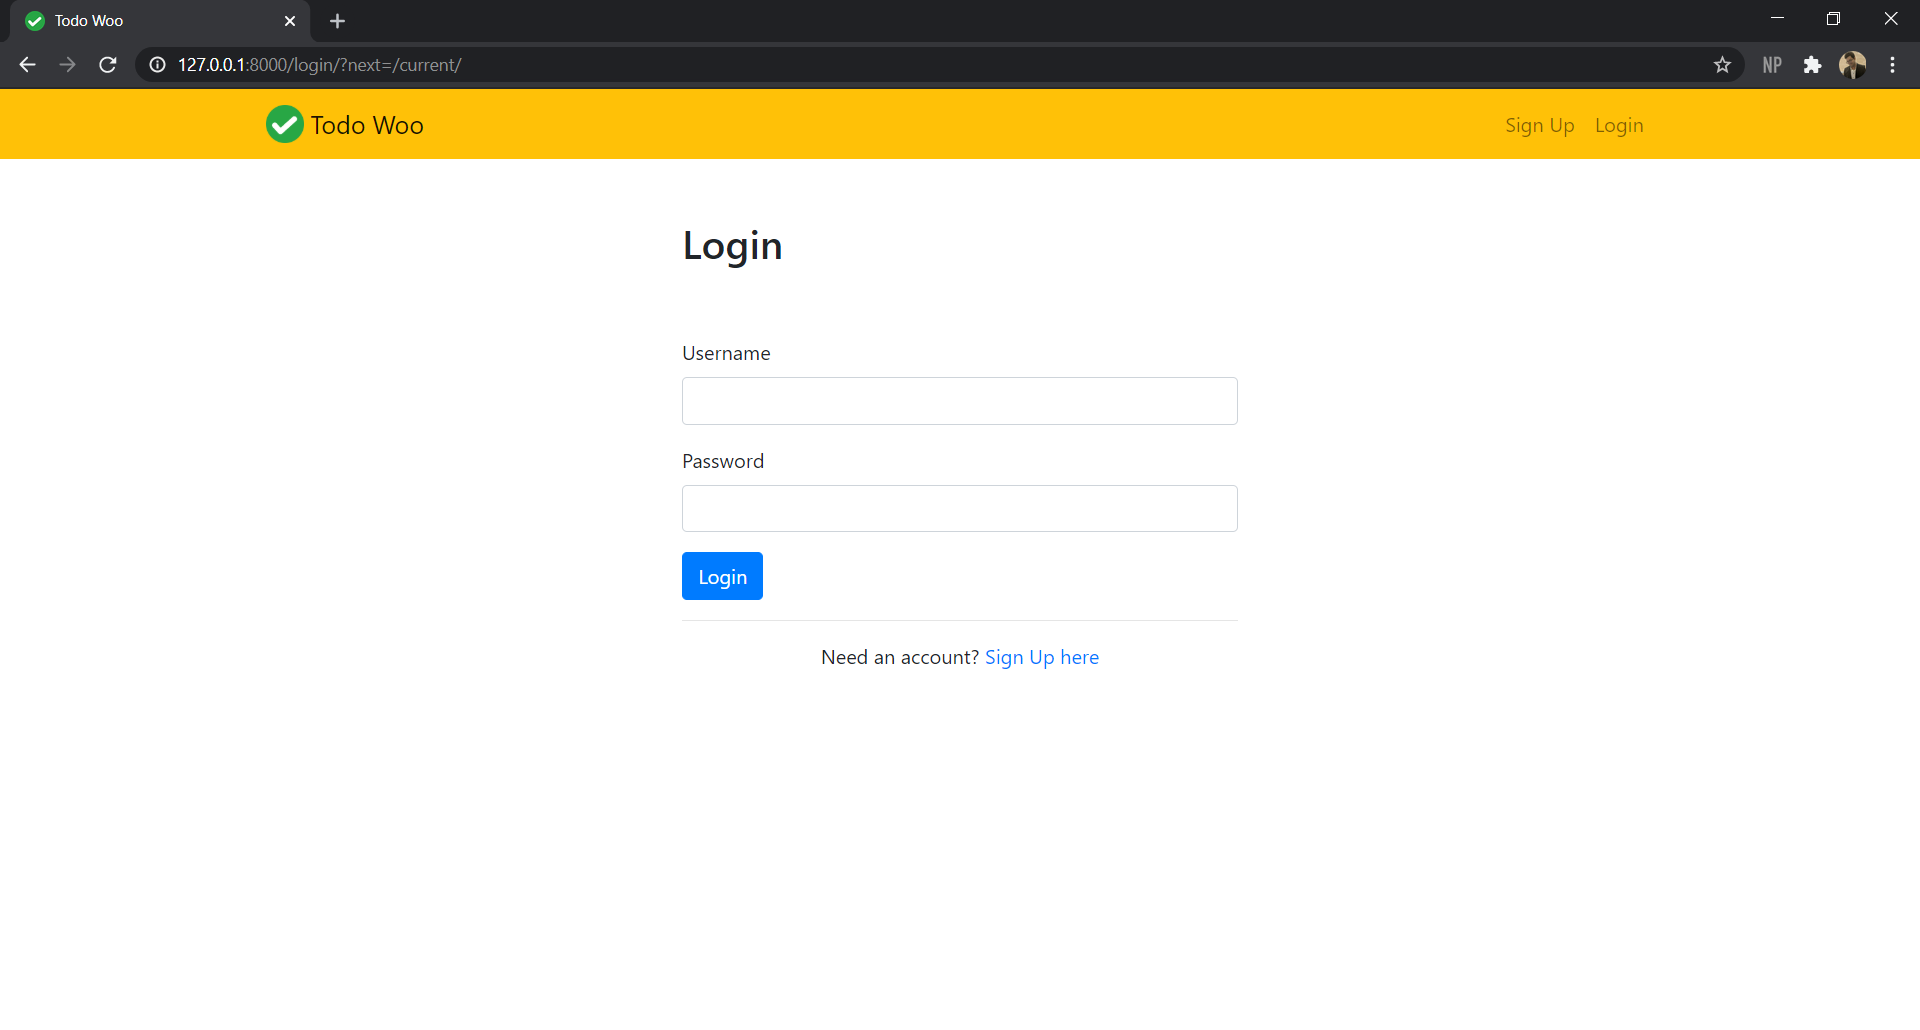 Todo Woo
127.0.0.1:8000/login/?next=/current/
NP
Todo Woo
Sign Up Login
Login
Username
Password
Login
Need an account? Sign Up here